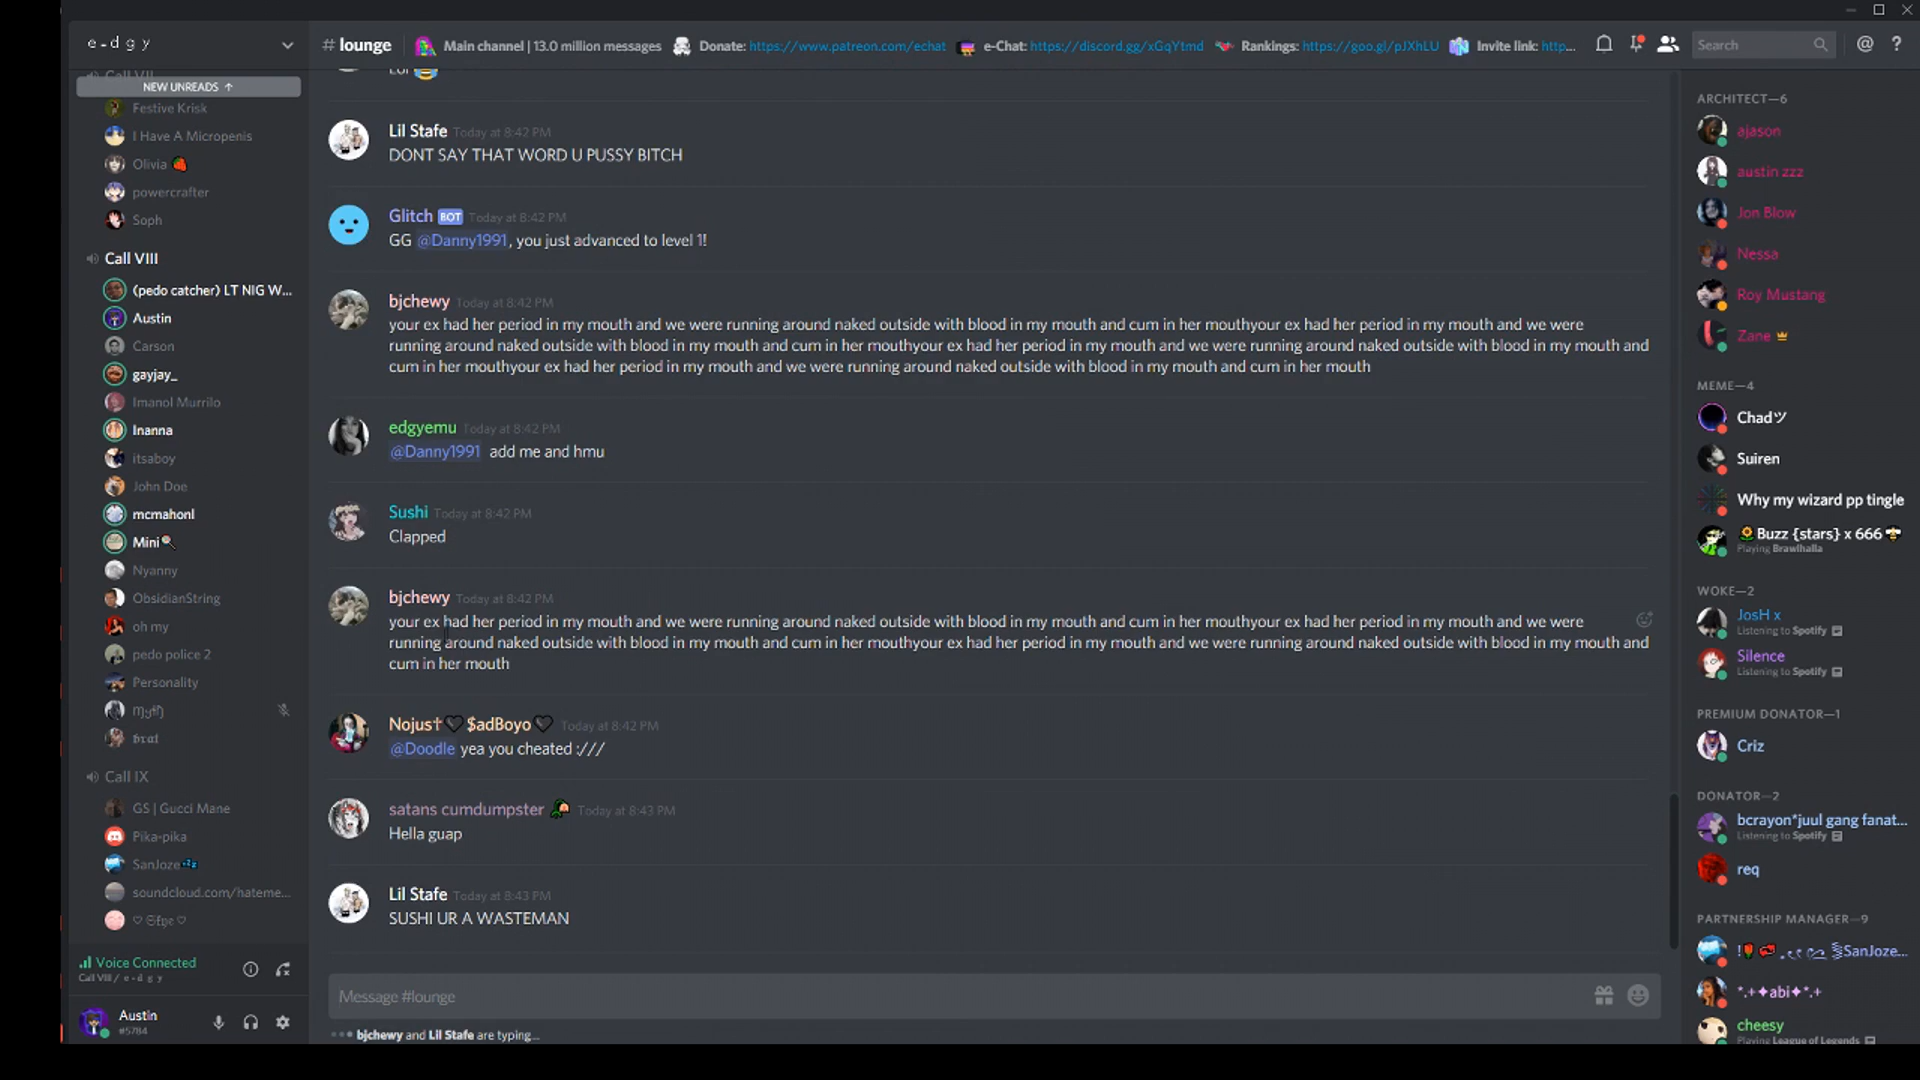 e-d g y
# lounge
Main channel | 13.0 million messages
Donate: https://www.patreon.com/echat
e-Chat: https://discord.gg/xGqYtmd
Rankings: https://goo.gl/pJXhLU
Invite link: http...
Search
Call VII
NEW UNREADS ↑
Festive Krisk
I Have A Micropenis
Olivia 🍓
powercrafter
Soph
Call VIII
(pedo catcher) LT NIG W...
Austin
Carson
gayjay_
Imanol Murrilo
Inanna
itsaboy
John Doe
mcmahonl
Mini🔍
Nyanny
ObsidianString
oh my
pedo police 2
Personality
Call IX
GS | Gucci Mane
Pika-pika
SanJoze💤
soundcloud.com/hateme...
Voice Connected
Call VIII / e - d g y
Austin
#5784
Lol 😂
Lil Stafe Today at 8:42 PM
DONT SAY THAT WORD U PUSSY BITCH
Glitch BOT Today at 8:42 PM
GG @Danny1991, you just advanced to level 1!
bjchewy Today at 8:42 PM
your ex had her period in my mouth and we were running around naked outside with blood in my mouth and cum in her mouthyour ex had her period in my mouth and we were
running around naked outside with blood in my mouth and cum in her mouthyour ex had her period in my mouth and we were running around naked outside with blood in my mouth and
cum in her mouthyour ex had her period in my mouth and we were running around naked outside with blood in my mouth and cum in her mouth
edgyemu Today at 8:42 PM
@Danny1991 add me and hmu
Sushi Today at 8:42 PM
Clapped
bjchewy Today at 8:42 PM
your ex had her period in my mouth and we were running around naked outside with blood in my mouth and cum in her mouthyour ex had her period in my mouth and we were
running around naked outside with blood in my mouth and cum in her mouthyour ex had her period in my mouth and we were running around naked outside with blood in my mouth and
cum in her mouth
Nojus†🖤 $adBoyo🖤 Today at 8:42 PM
@Doodle yea you cheated :///
satans cumdumpster Today at 8:43 PM
Hella guap
Lil Stafe Today at 8:43 PM
SUSHI UR A WASTEMAN
Message #lounge
bjchewy and Lil Stafe are typing...
ARCHITECT—6
ajason
austin zzz
Jon Blow
Nessa
Roy Mustang
Zane
MEME—4
Chadツ
Suiren
Why my wizard pp tingle
🌻Buzz {stars} x 666 🐝
Playing Brawlhalla
WOKE—2
JosH x
Listening to Spotify
Silence
Listening to Spotify
PREMIUM DONATOR—1
Criz
DONATOR—2
bcrayon*juul gang fanat...
Listening to Spotify
req
PARTNERSHIP MANAGER—9
SanJoze...
*.+✦abi✦*.+
cheesy
Playing League of Legends